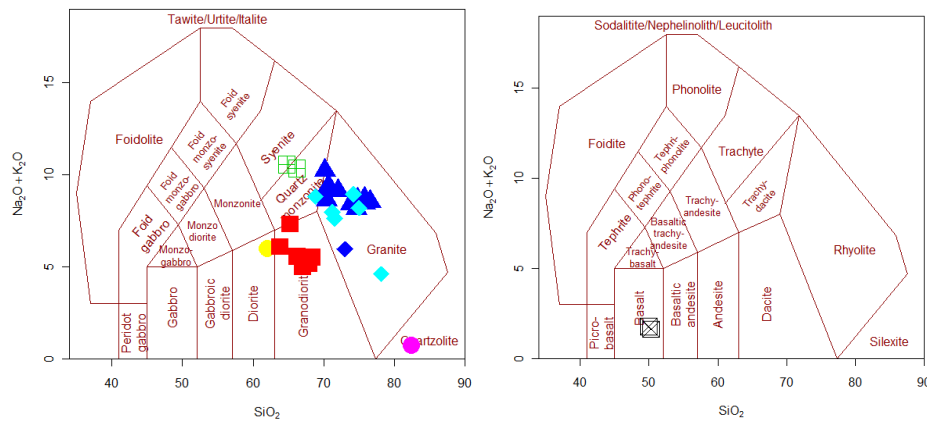 Tawite/Urtite/Italite
Foidolite
Foid
syenite
Foid
monzo-
syenite
Syenite
Foid
monzo-
gabbro
Quartz
monzonite
Monzonite
Foid
gabbro
Monzo
diorite
Monzo-
gabbro
Granite
Peridot
gabbro
Gabbro
Gabbroic
diorite
Diorite
Granodiorit
artzolite
Na₂O + K₂O
0
5
10
15
40
50
60
70
80
90
SiO₂
Sodalitite/Nephelinolith/Leucitolith
Phonolite
Foidite
Tephri-
phonolite
Trachyte
Phono-
tephrite
Trachy-
andesite
Trachy-
dacite
Tephrite
Basaltic
trachy-
andesite
Trachy-
basalt
Rhyolite
Picro-
basalt
Basalt
Basaltic
andesite
Andesite
Dacite
Silexite
Na₂O + K₂O
0
5
10
15
40
50
60
70
80
90
SiO₂